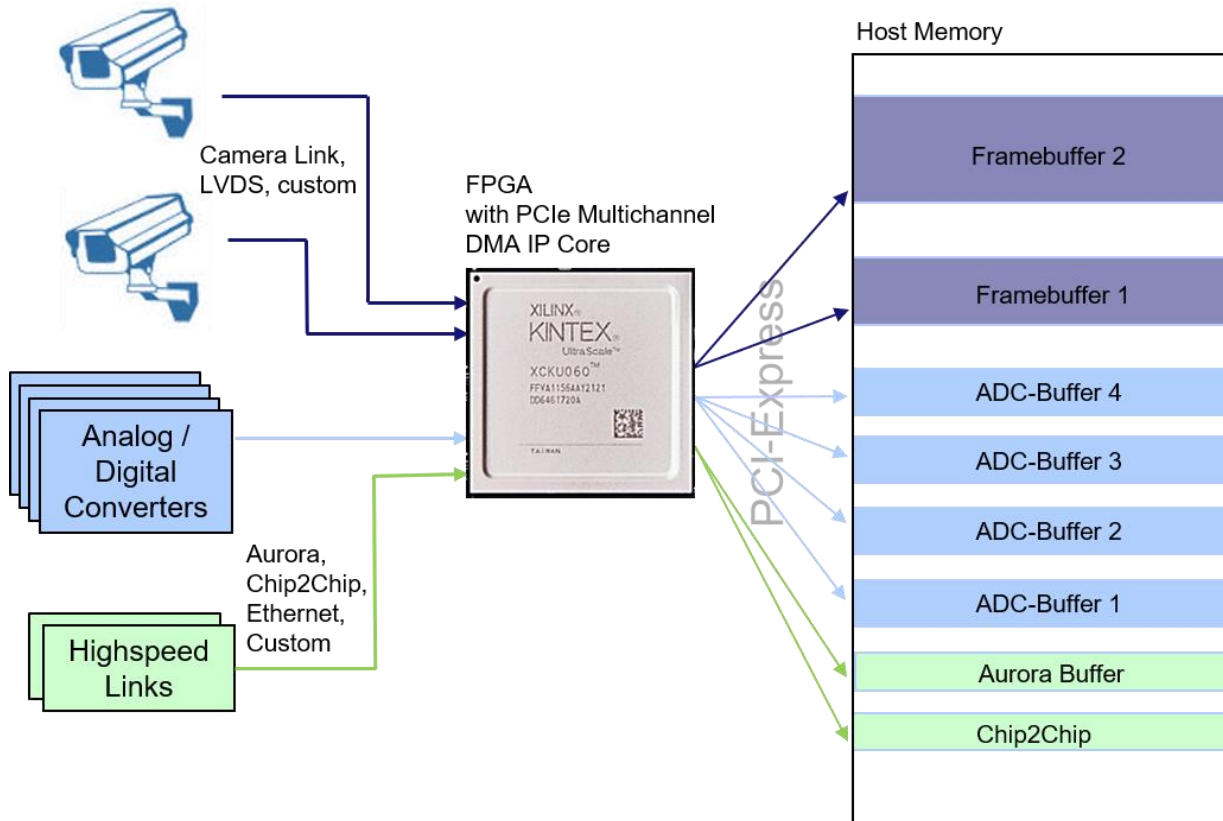 Host Memory
Camera Link,
LVDS, custom
FPGA
with PCIe Multichannel
DMA IP Core
XILINX®
KINTEX®
UltraScale™
XCKU060™
FFVA1156AAY2121
DD6461720A
TAIWAN
Analog /
Digital
Converters
Aurora,
Chip2Chip,
Ethernet,
Custom
Highspeed
Links
PCI-Express
Framebuffer 2
Framebuffer 1
ADC-Buffer 4
ADC-Buffer 3
ADC-Buffer 2
ADC-Buffer 1
Aurora Buffer
Chip2Chip